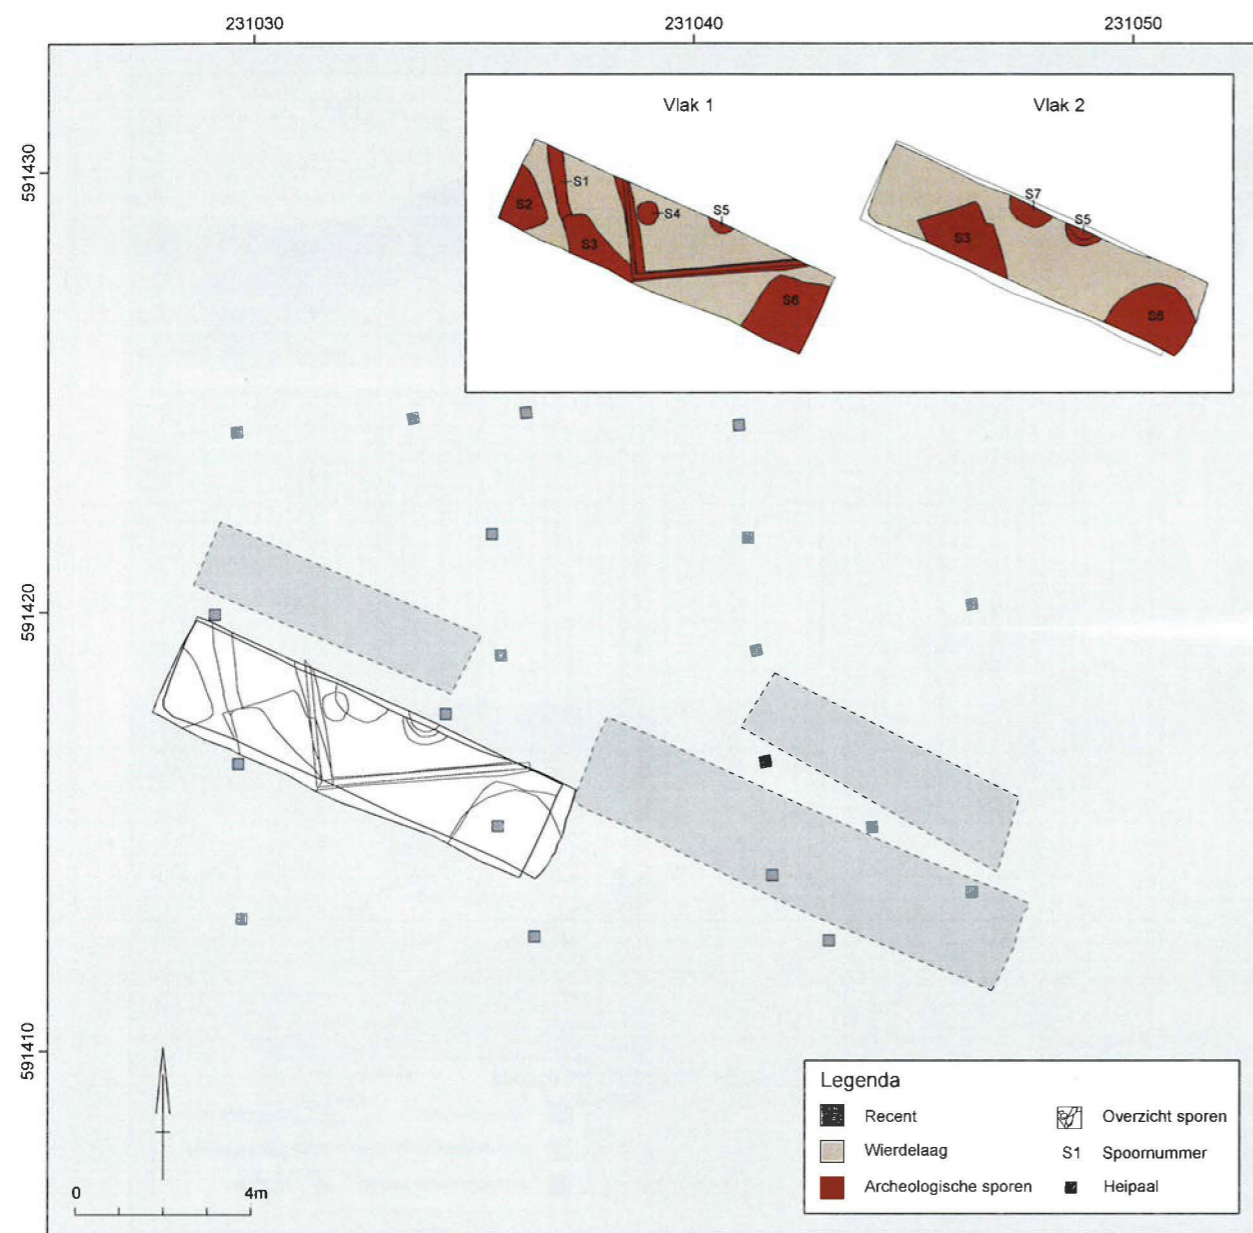 231030 231040 231050
591430
591420
591410
Vlak 1 Vlak 2
S1
S2
S3
S4
S5
S6
S7
S5
S3
S6
0 4m
Legenda
Recent
Wierdelaag
Archeologische sporen
Overzicht sporen
S1 Spoornummer
Heipaal